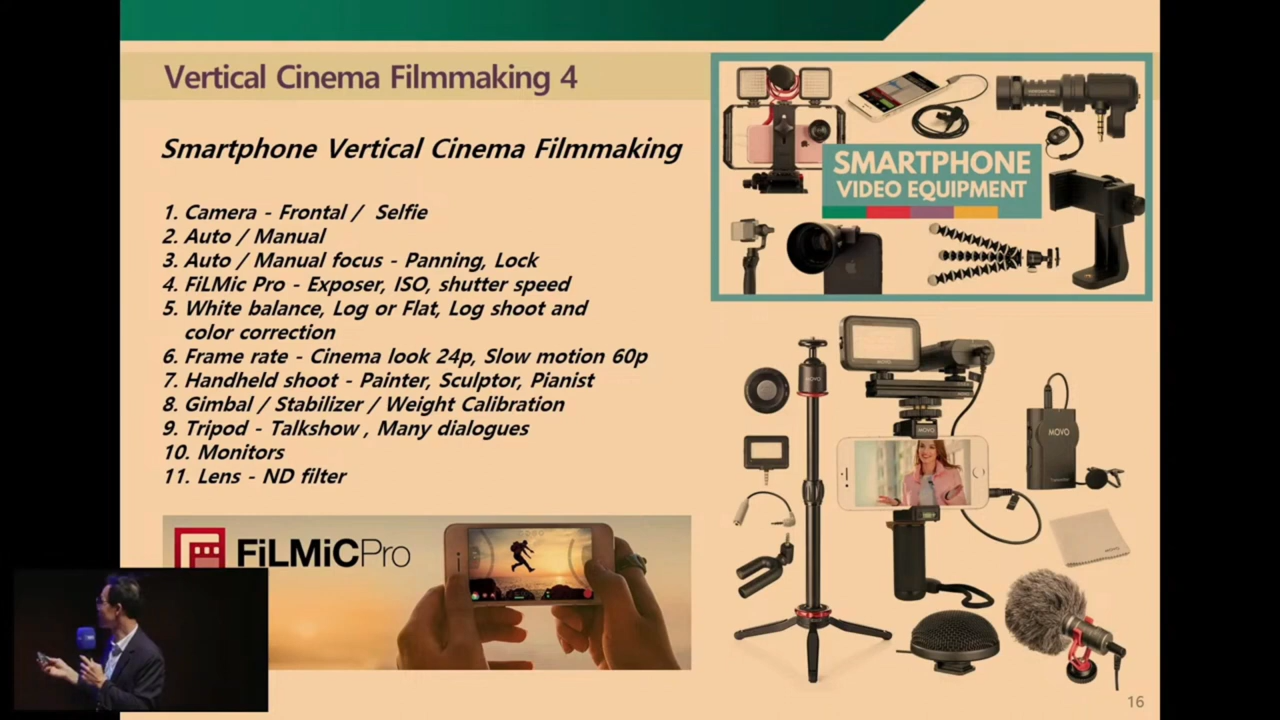 Vertical Cinema Filmmaking 4
Smartphone Vertical Cinema Filmmaking
1. Camera - Frontal / Selfie
2. Auto / Manual
3. Auto / Manual focus - Panning, Lock
4. FiLMic Pro - Exposer, ISO, shutter speed
5. White balance, Log or Flat, Log shoot and
color correction
6. Frame rate - Cinema look 24p, Slow motion 60p
7. Handheld shoot - Painter, Sculptor, Pianist
8. Gimbal / Stabilizer / Weight Calibration
9. Tripod - Talkshow , Many dialogues
10. Monitors
11. Lens - ND filter
SMARTPHONE
VIDEO EQUIPMENT
FiLMiCPro
MOVO
MOVO
MOVO
MOVO
MOVO
16